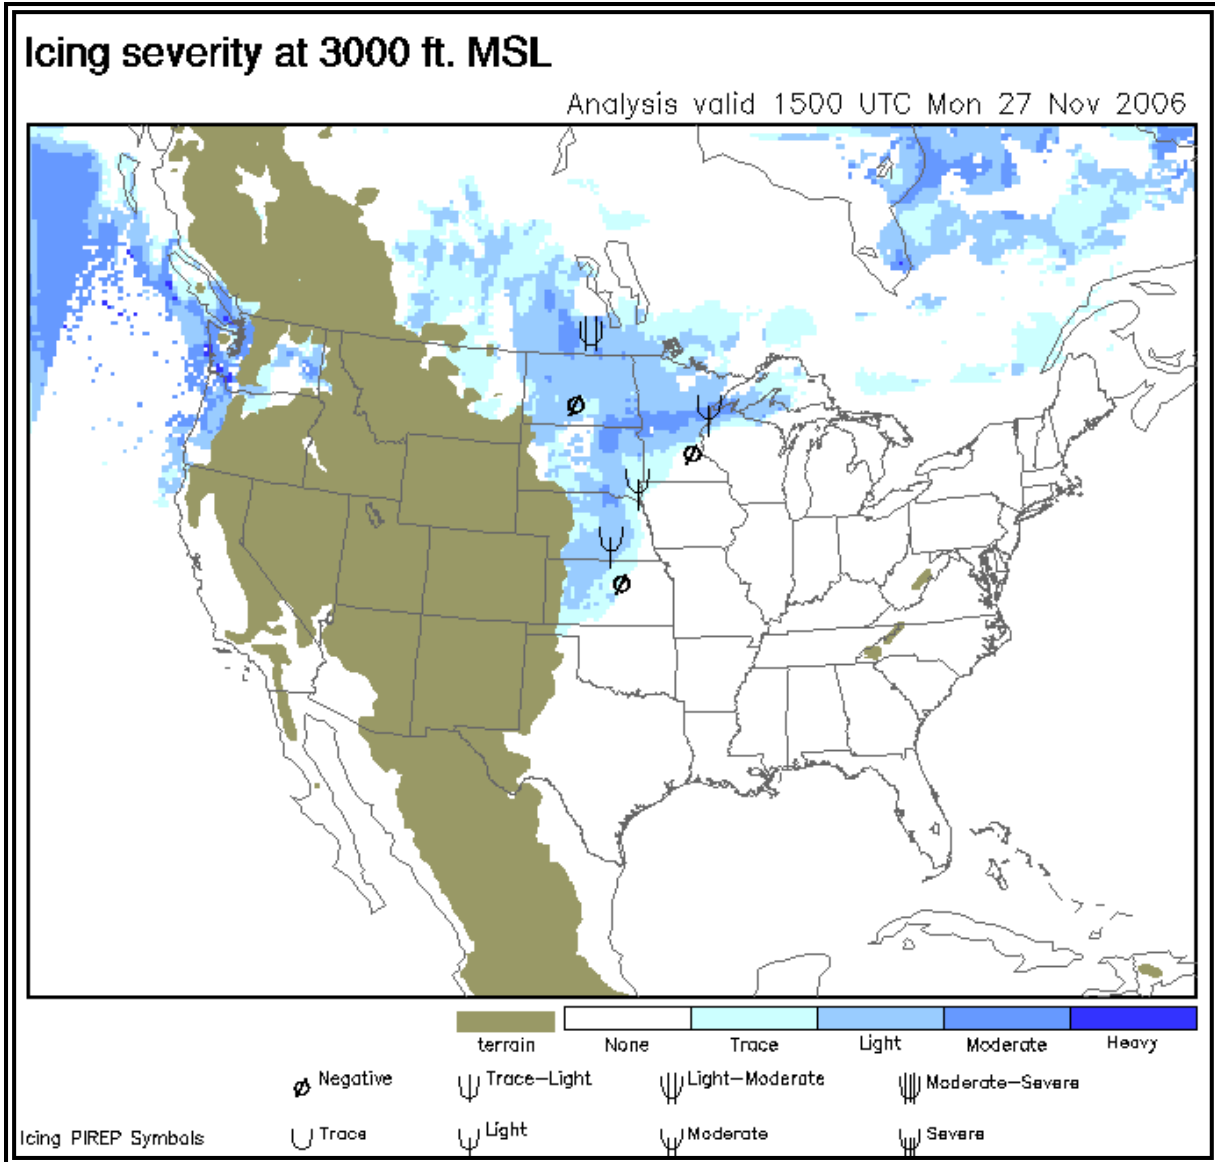 Icing severity at 3000 ft. MSL
Analysis valid 1500 UTC Mon 27 Nov 2006
terrain None Trace Light Moderate Heavy
Negative Trace-Light Light-Moderate Moderate-Severe
Icing PIREP Symbols Trace Light Moderate Severe